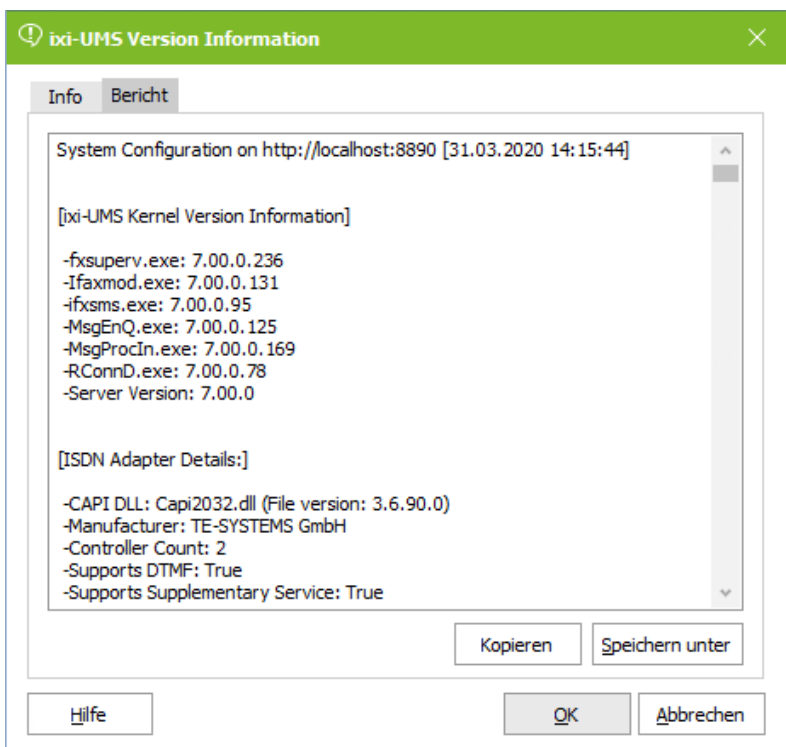 ixi-UMS Version Information
Info Bericht
System Configuration on http://localhost:8890 [31.03.2020 14:15:44]
[ixi-UMS Kernel Version Information]
-fxsuperv.exe: 7.00.0.236
-Ifaxmod.exe: 7.00.0.131
-ifxsms.exe: 7.00.0.95
-MsgEnQ.exe: 7.00.0.125
-MsgProcIn.exe: 7.00.0.169
-RConnD.exe: 7.00.0.78
-Server Version: 7.00.0
[ISDN Adapter Details:]
-CAPI DLL: Capi2032.dll (File version: 3.6.90.0)
-Manufacturer: TE-SYSTEMS GmbH
-Controller Count: 2
-Supports DTMF: True
-Supports Supplementary Service: True
Kopieren Speichern unter
Hilfe OK Abbrechen